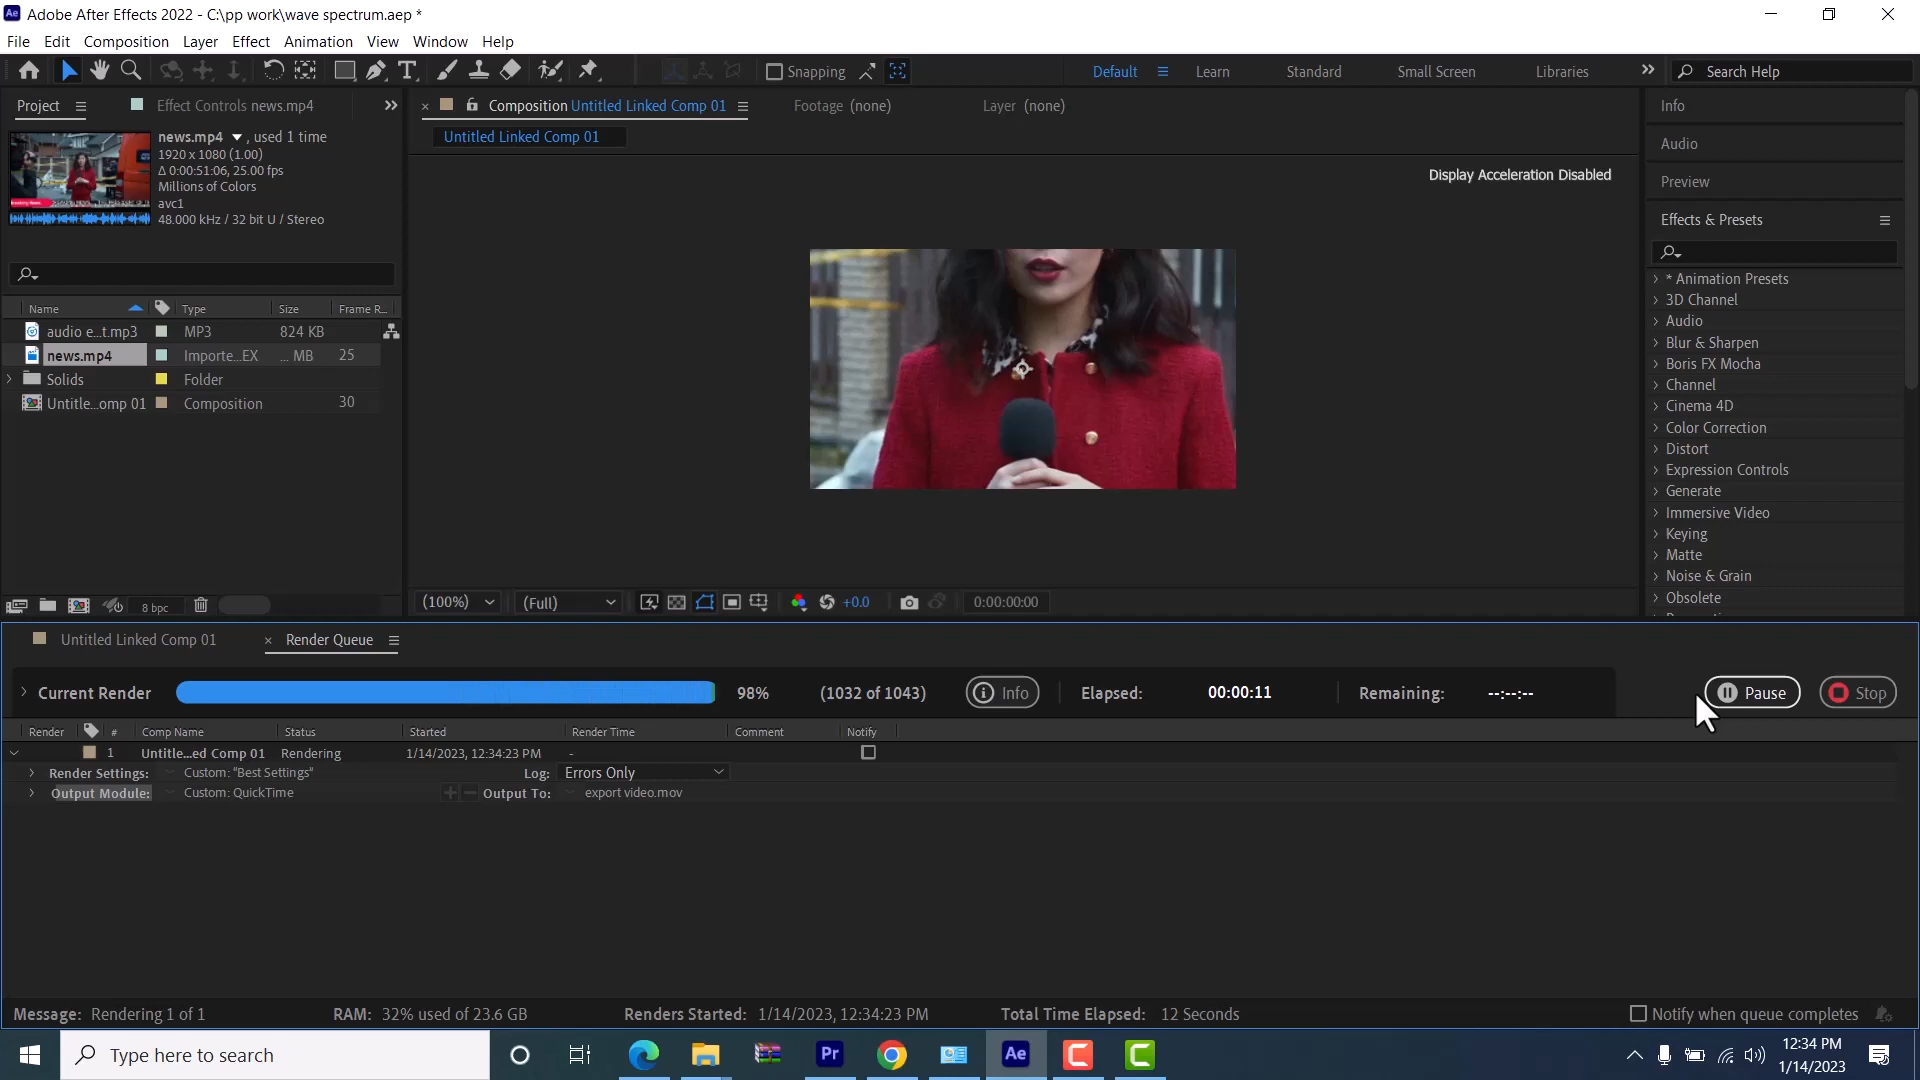 Adobe After Effects 2022 - C:\pp work\wave spectrum.aep *
File Edit Composition Layer Effect Animation View Window Help
Snapping Default Learn Standard Small Screen Libraries Search Help
Project Effect Controls news.mp4 Composition Untitled Linked Comp 01 Footage (none) Layer (none)
Untitled Linked Comp 01
news.mp4 , used 1 time
1920 x 1080 (1.00)
Δ 0:00:51:06, 25.00 fps
Millions of Colors
avc1
48.000 kHz / 32 bit U / Stereo
Display Acceleration Disabled
Name Type Size Frame R...
audio e...t.mp3 MP3 824 KB
news.mp4 Importe...EX ... MB 25
Solids Folder
Untitle...omp 01 Composition 30
8 bpc
(100%) (Full) +0.0 0:00:00:00
Info
Audio
Preview
Effects & Presets
* Animation Presets
3D Channel
Audio
Blur & Sharpen
Boris FX Mocha
Channel
Cinema 4D
Color Correction
Distort
Expression Controls
Generate
Immersive Video
Keying
Matte
Noise & Grain
Obsolete
Untitled Linked Comp 01 Render Queue
Current Render 98% (1032 of 1043) Info Elapsed: 00:00:11 Remaining: --:--:-- Pause Stop
Render # Comp Name Status Started Render Time Comment Notify
1 Untitle...ed Comp 01 Rendering 1/14/2023, 12:34:23 PM -
Render Settings: Custom: "Best Settings" Log: Errors Only
Output Module: Custom: QuickTime Output To: export video.mov
Message: Rendering 1 of 1 RAM: 32% used of 23.6 GB Renders Started: 1/14/2023, 12:34:23 PM Total Time Elapsed: 12 Seconds Notify when queue completes
Type here to search
Pr
Ae
12:34 PM
1/14/2023